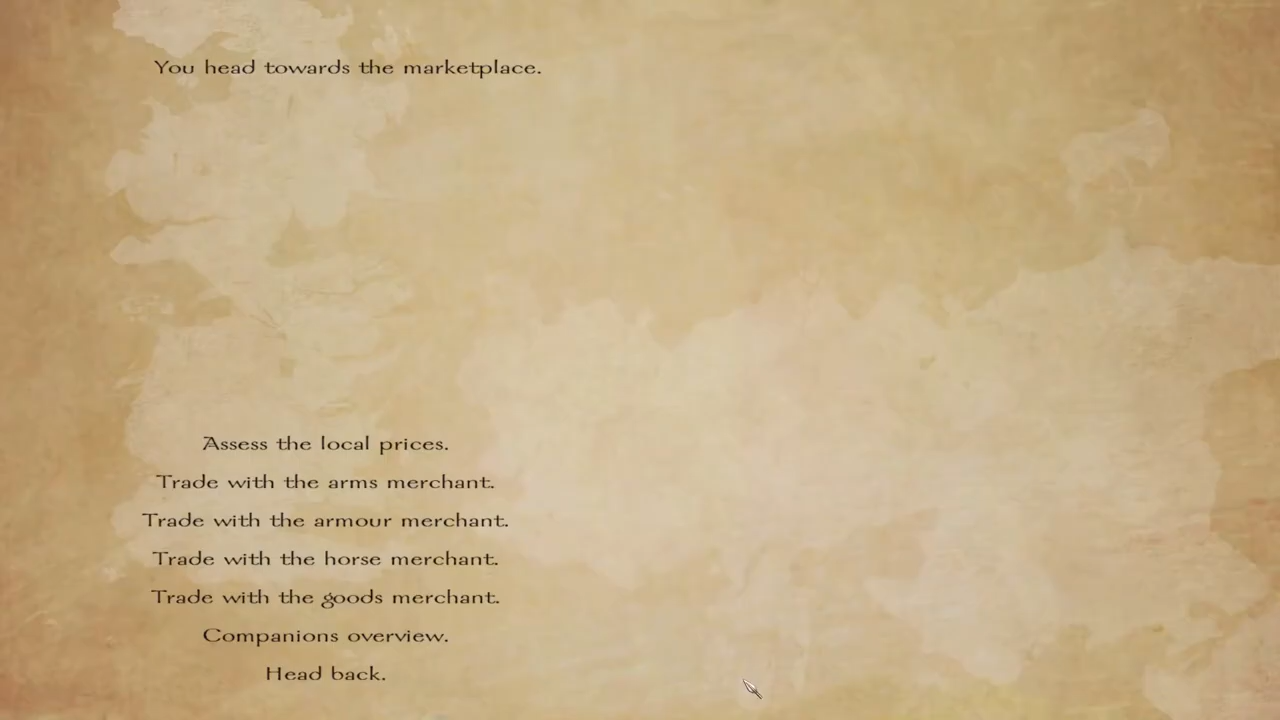 You head towards the marketplace.
Assess the local prices.
Trade with the arms merchant.
Trade with the armour merchant.
Trade with the horse merchant.
Trade with the goods merchant.
Companions overview.
Head back.